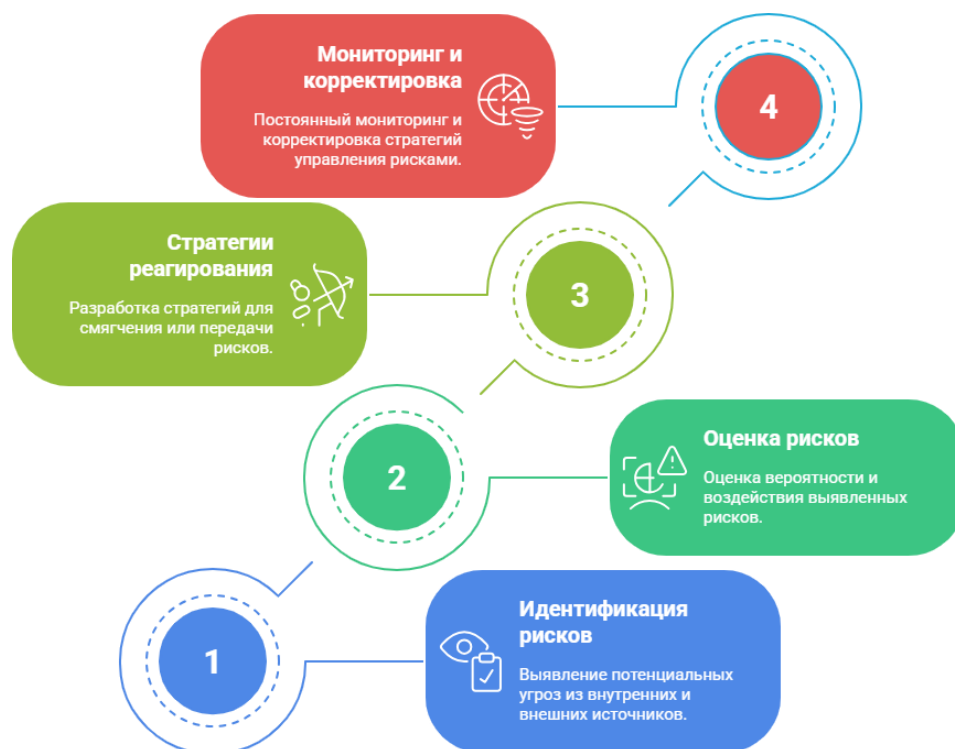 Мониторинг и
корректировка
Постоянный мониторинг и
корректировка стратегий
управления рисками.
4
Стратегии
реагирования
Разработка стратегий для
смягчения или передачи
рисков.
3
2
Оценка рисков
Оценка вероятности и
воздействия выявленных
рисков.
1
Идентификация
рисков
Выявление потенциальных
угроз из внутренних и
внешних источников.